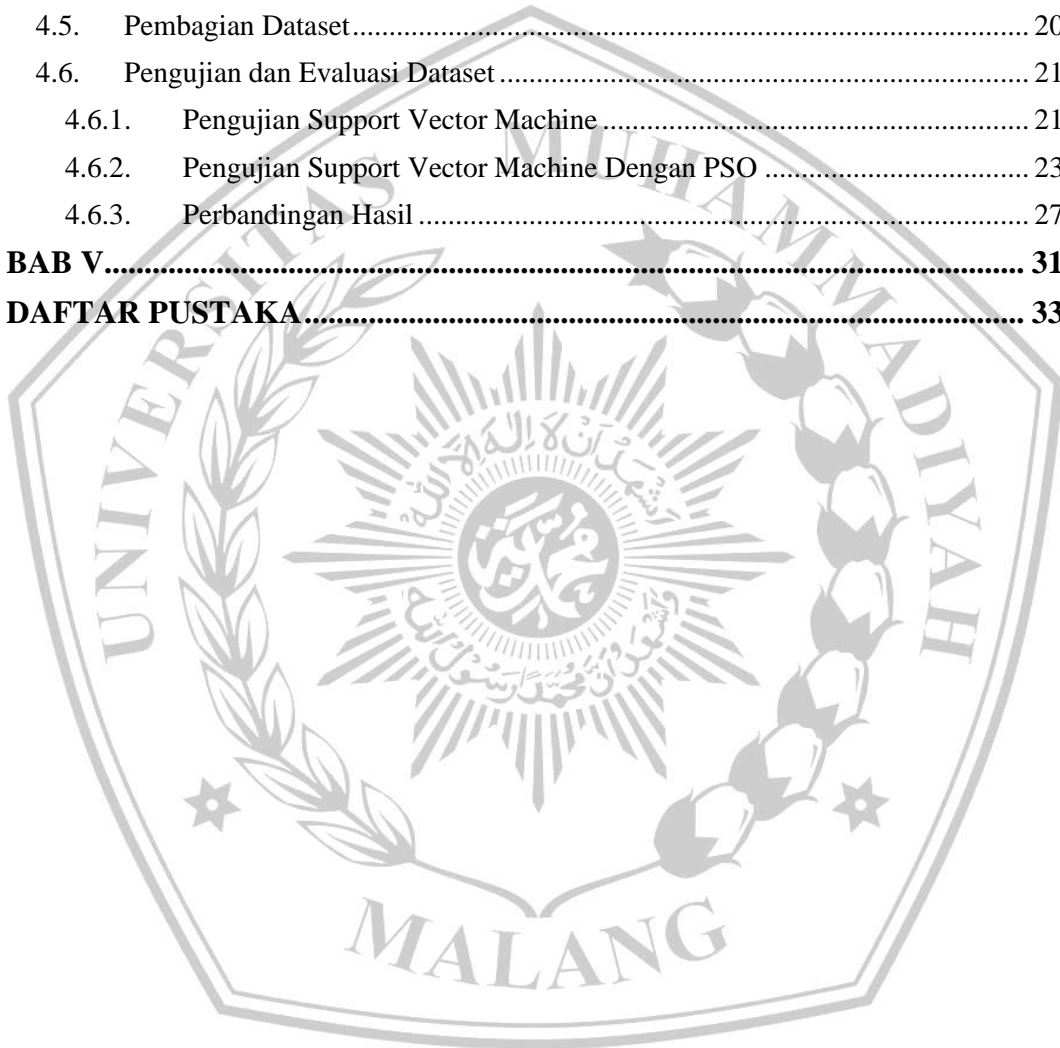 4.5. Pembagian Dataset 20
4.6. Pengujian dan Evaluasi Dataset 21
4.6.1. Pengujian Support Vector Machine 21
4.6.2. Pengujian Support Vector Machine Dengan PSO 23
4.6.3. Perbandingan Hasil 27
BAB V 31
DAFTAR PUSTAKA 33
UNIVERSITAS MUHAMMADIYAH
MALANG